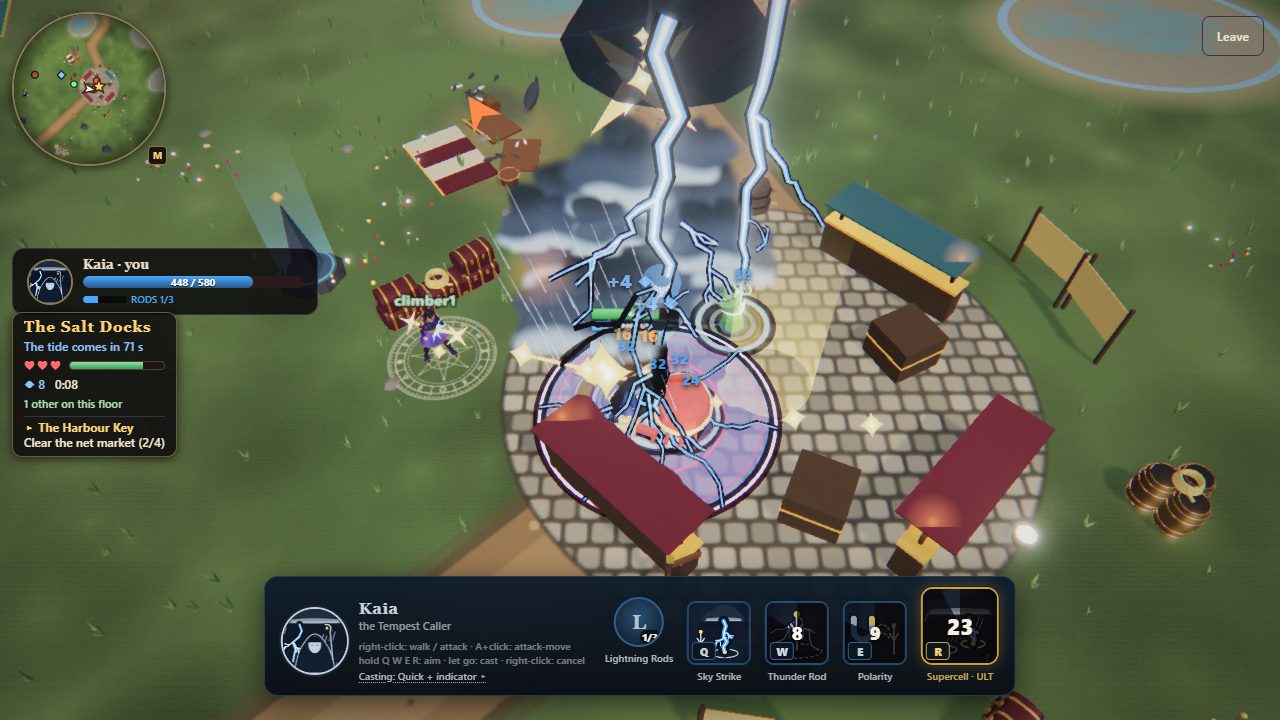 Leave
M
Kaia · you
448 / 580
RODS 1/3
climber1
The Salt Docks
The tide comes in 71 s
8 0:08
1 other on this floor
▸ The Harbour Key
Clear the net market (2/4)
+4
16 16
32 32
24
Kaia
the Tempest Caller
right-click: walk / attack · A+click: attack-move
hold Q W E R: aim · let go: cast · right-click: cancel
Casting: Quick + indicator ▸
L
Lightning Rods
Q
Sky Strike
8
W
Thunder Rod
9
E
Polarity
23
R
Supercell · ULT